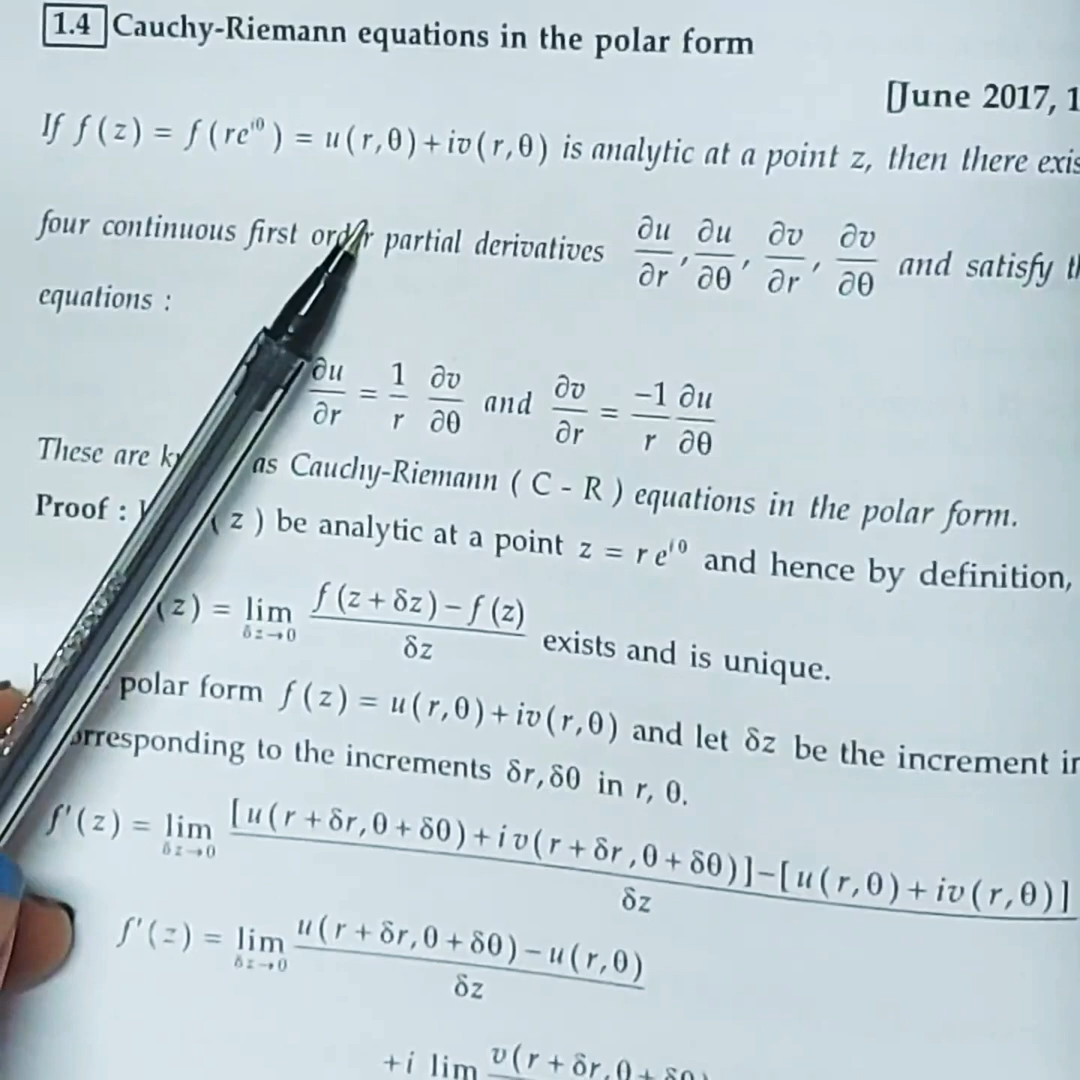 1.4 Cauchy-Riemann equations in the polar form
[June 2017, 1
If f(z) = f(re^{iθ}) = u(r,θ)+iv(r,θ) is analytic at a point z, then there
four continuous first order partial derivatives ∂u/∂r, ∂u/∂θ, ∂v/∂r, ∂v/∂θ and satisfy
equations :
∂u/∂r = 1/r ∂v/∂θ and ∂v/∂r = -1/r ∂u/∂θ
These are as Cauchy-Riemann ( C - R ) equations in the polar form.
Proof : (z) be analytic at a point z = re^{iθ} and hence by definition,
(z) = lim_{δz→0} f(z+δz)-f(z)/δz exists and is unique.
polar form f(z) = u(r,θ)+iv(r,θ) and let δz be the increment
to the increments δr,δθ in r, θ.
f'(z) = lim_{δz→0} [u(r+δr,θ+δθ)+iv(r+δr,θ+δθ)]-[u(r,θ)+iv(r,θ)]/δz
f'(z) = lim_{δz→0} u(r+δr,θ+δθ)-u(r,θ)/δz
+i lim v(r+δr,θ+δθ)